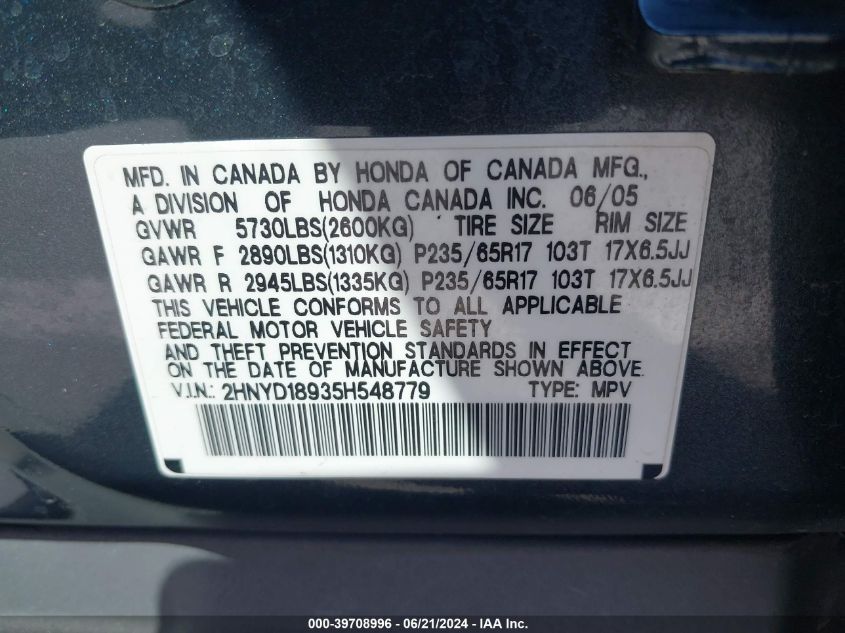 MFD. IN CANADA BY HONDA OF CANADA MFG.,
A DIVISION OF HONDA CANADA INC. 06/05
GVWR 5730LBS(2600KG) TIRE SIZE RIM SIZE
GAWR F 2890LBS(1310KG) P235/65R17 103T 17X6.5JJ
GAWR R 2945LBS(1335KG) P235/65R17 103T 17X6.5JJ
THIS VEHICLE CONFORMS TO ALL APPLICABLE
FEDERAL MOTOR VEHICLE SAFETY
AND THEFT PREVENTION STANDARDS IN EFFECT
ON THE DATE OF MANUFACTURE SHOWN ABOVE.
V.I.N.: 2HNYD18935H548779 TYPE: MPV
000-39708996 - 06/21/2024 - IAA Inc.